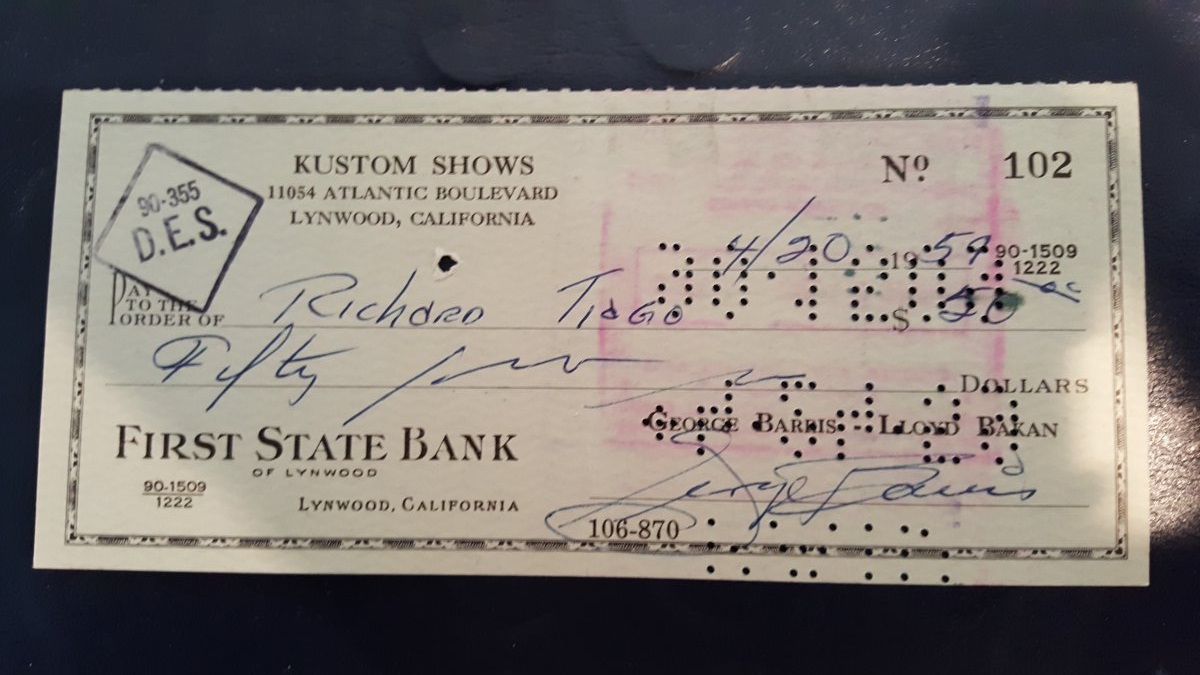 KUSTOM SHOWS
11054 ATLANTIC BOULEVARD
LYNWOOD, CALIFORNIA
No 102
90-355
D.E.S.
4/20 1959
90-1509
1222
PAY
TO THE
ORDER OF Richard Tiago $ 50
Fifty
DOLLARS
GEORGE BARRIS - LLOYD BAKAN
FIRST STATE BANK
OF LYNWOOD
90-1509
1222
LYNWOOD, CALIFORNIA
George Barris
106-870